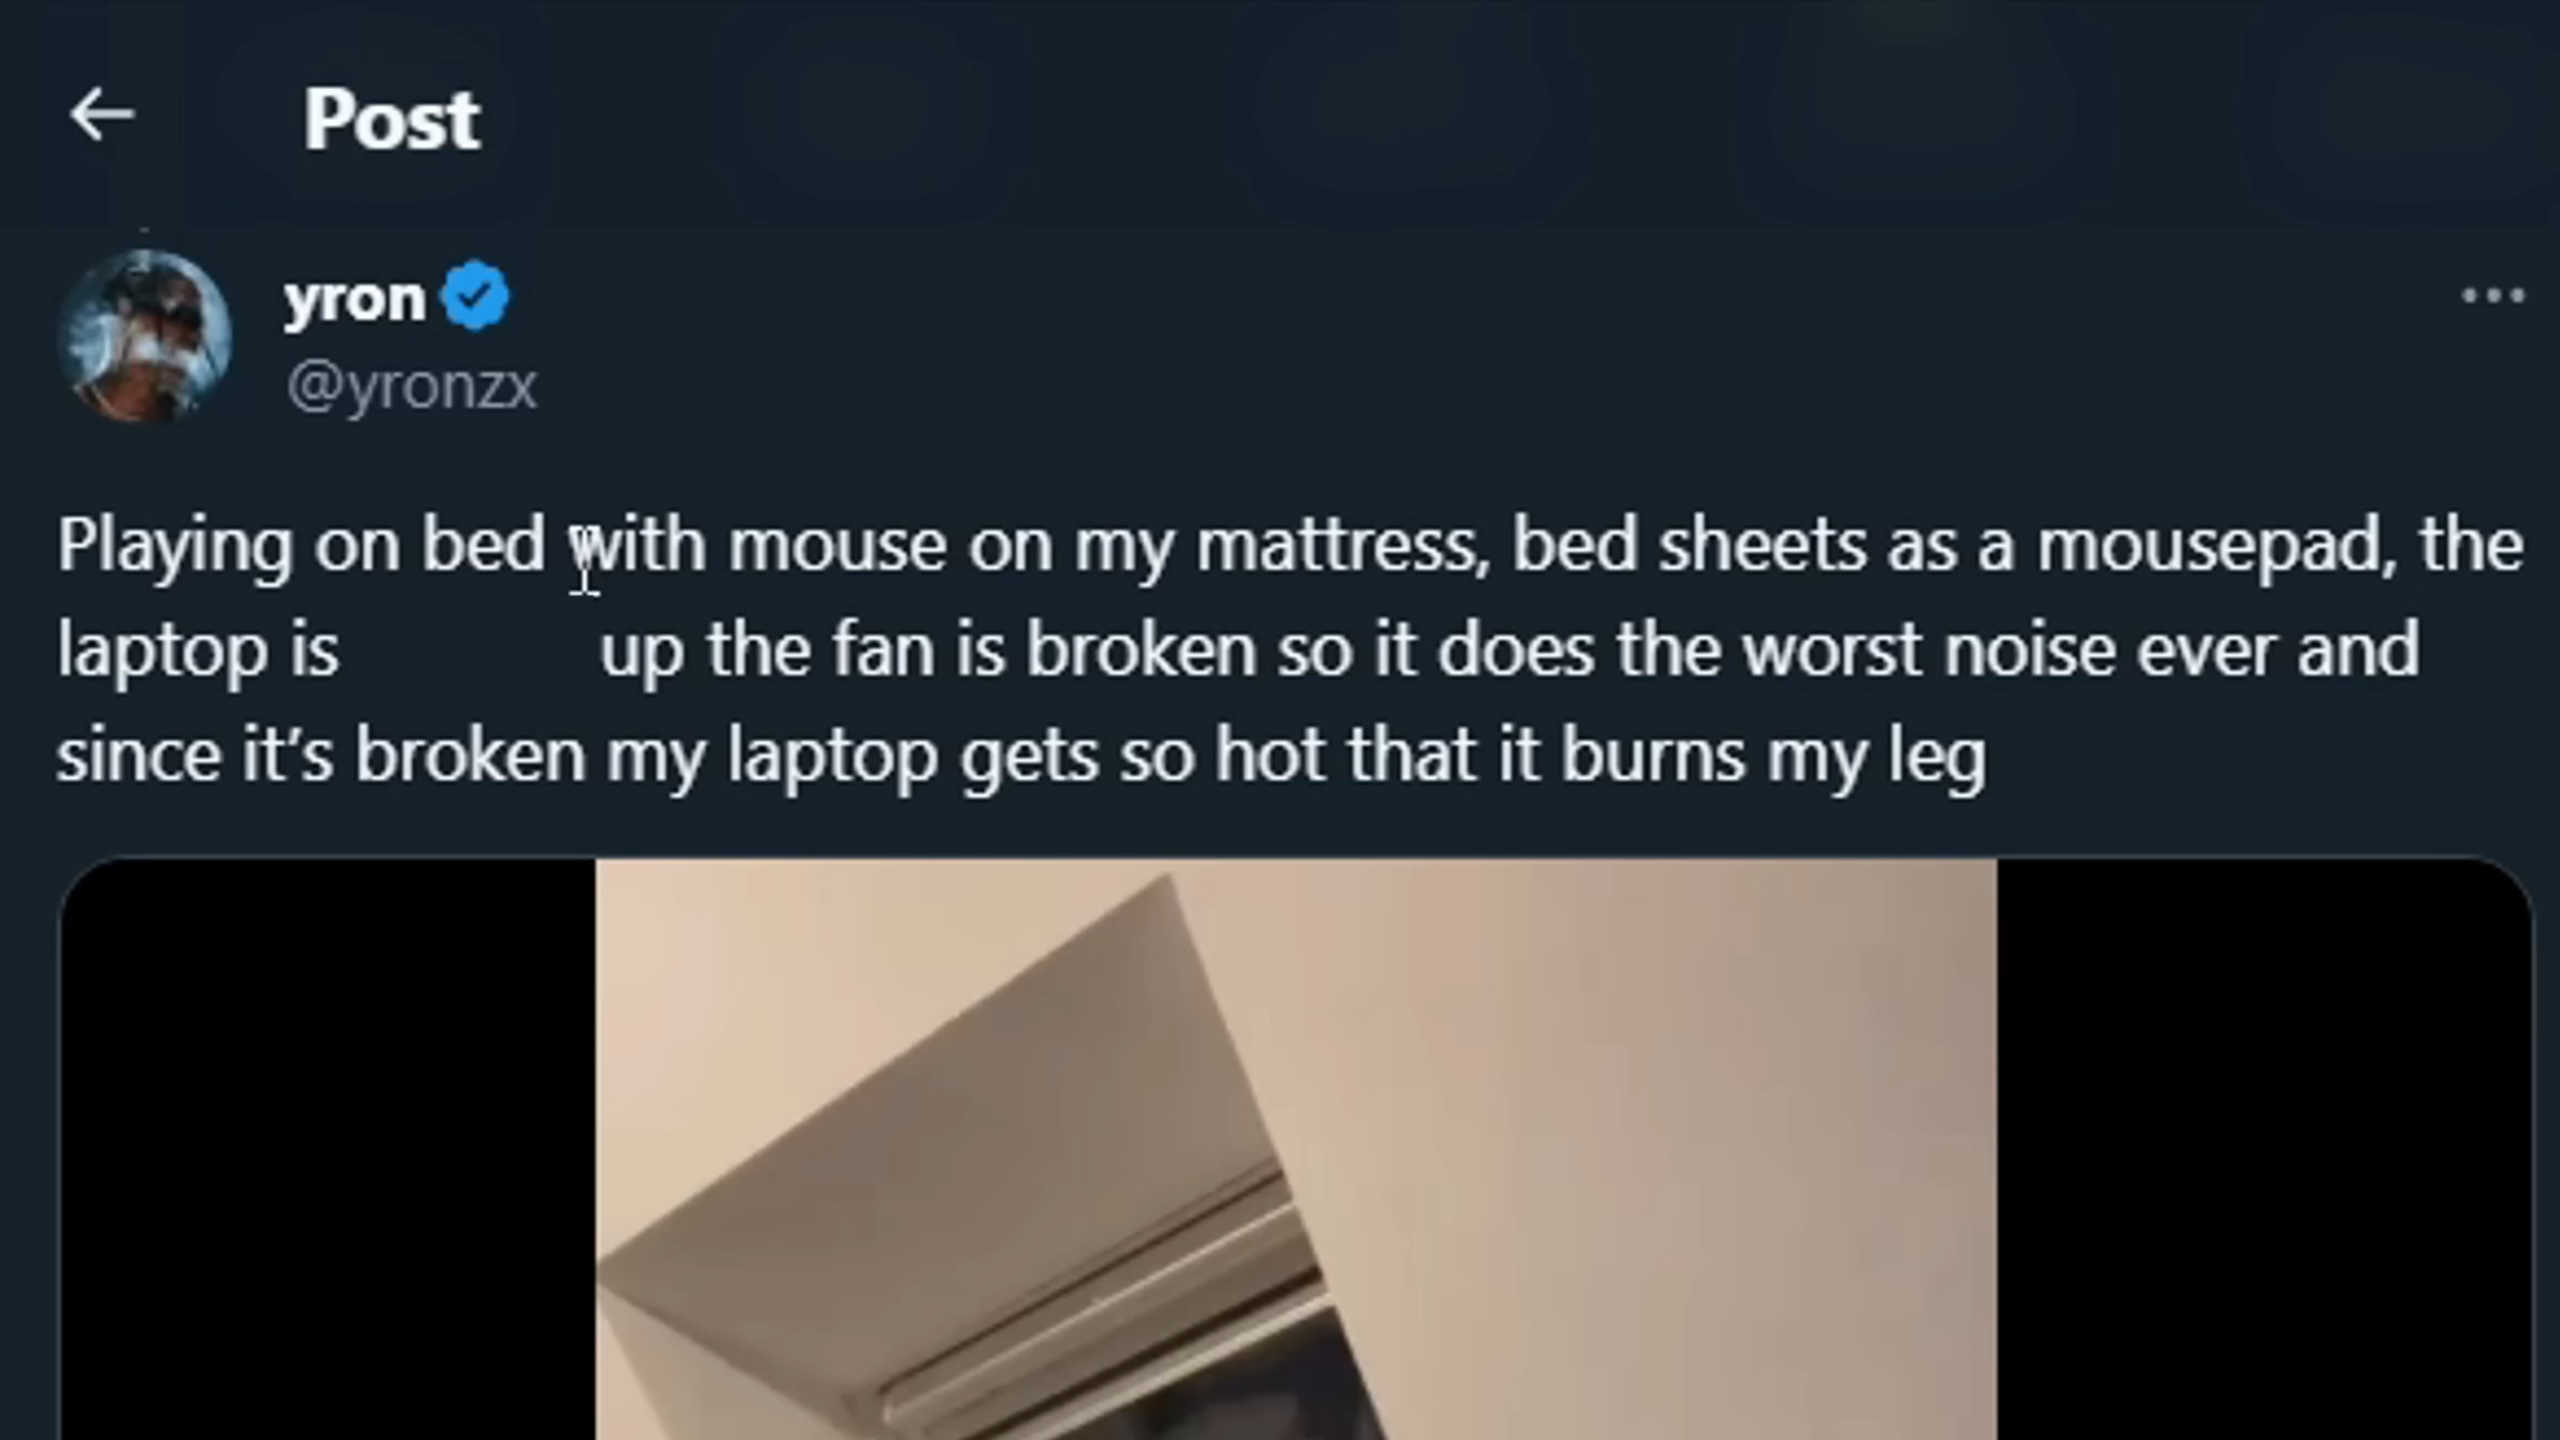 Post
yron
@yronzx
Playing on bed with mouse on my mattress, bed sheets as a mousepad, the
laptop is up the fan is broken so it does the worst noise ever and
since it’s broken my laptop gets so hot that it burns my leg